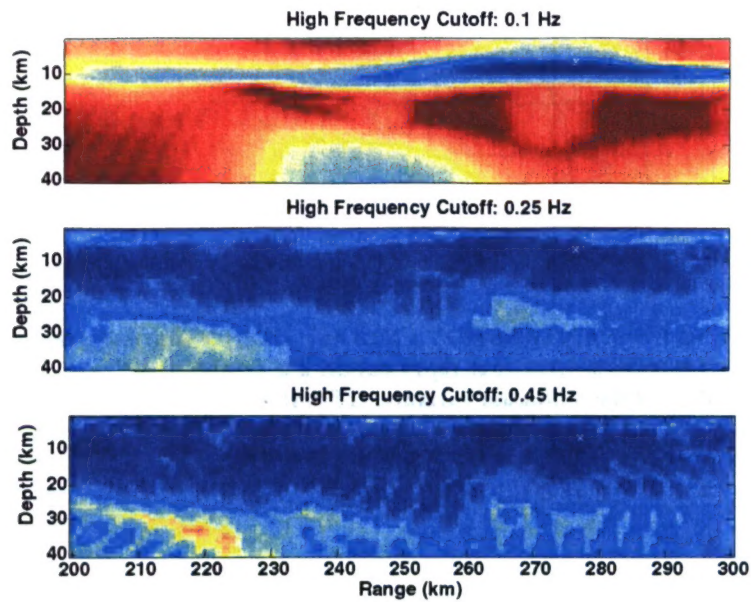 High Frequency Cutoff: 0.1 Hz
Depth (km)
10
20
30
40
High Frequency Cutoff: 0.25 Hz
Depth (km)
10
20
30
40
High Frequency Cutoff: 0.45 Hz
Depth (km)
10
20
30
40
200 210 220 230 240 250 260 270 280 290 300
Range (km)